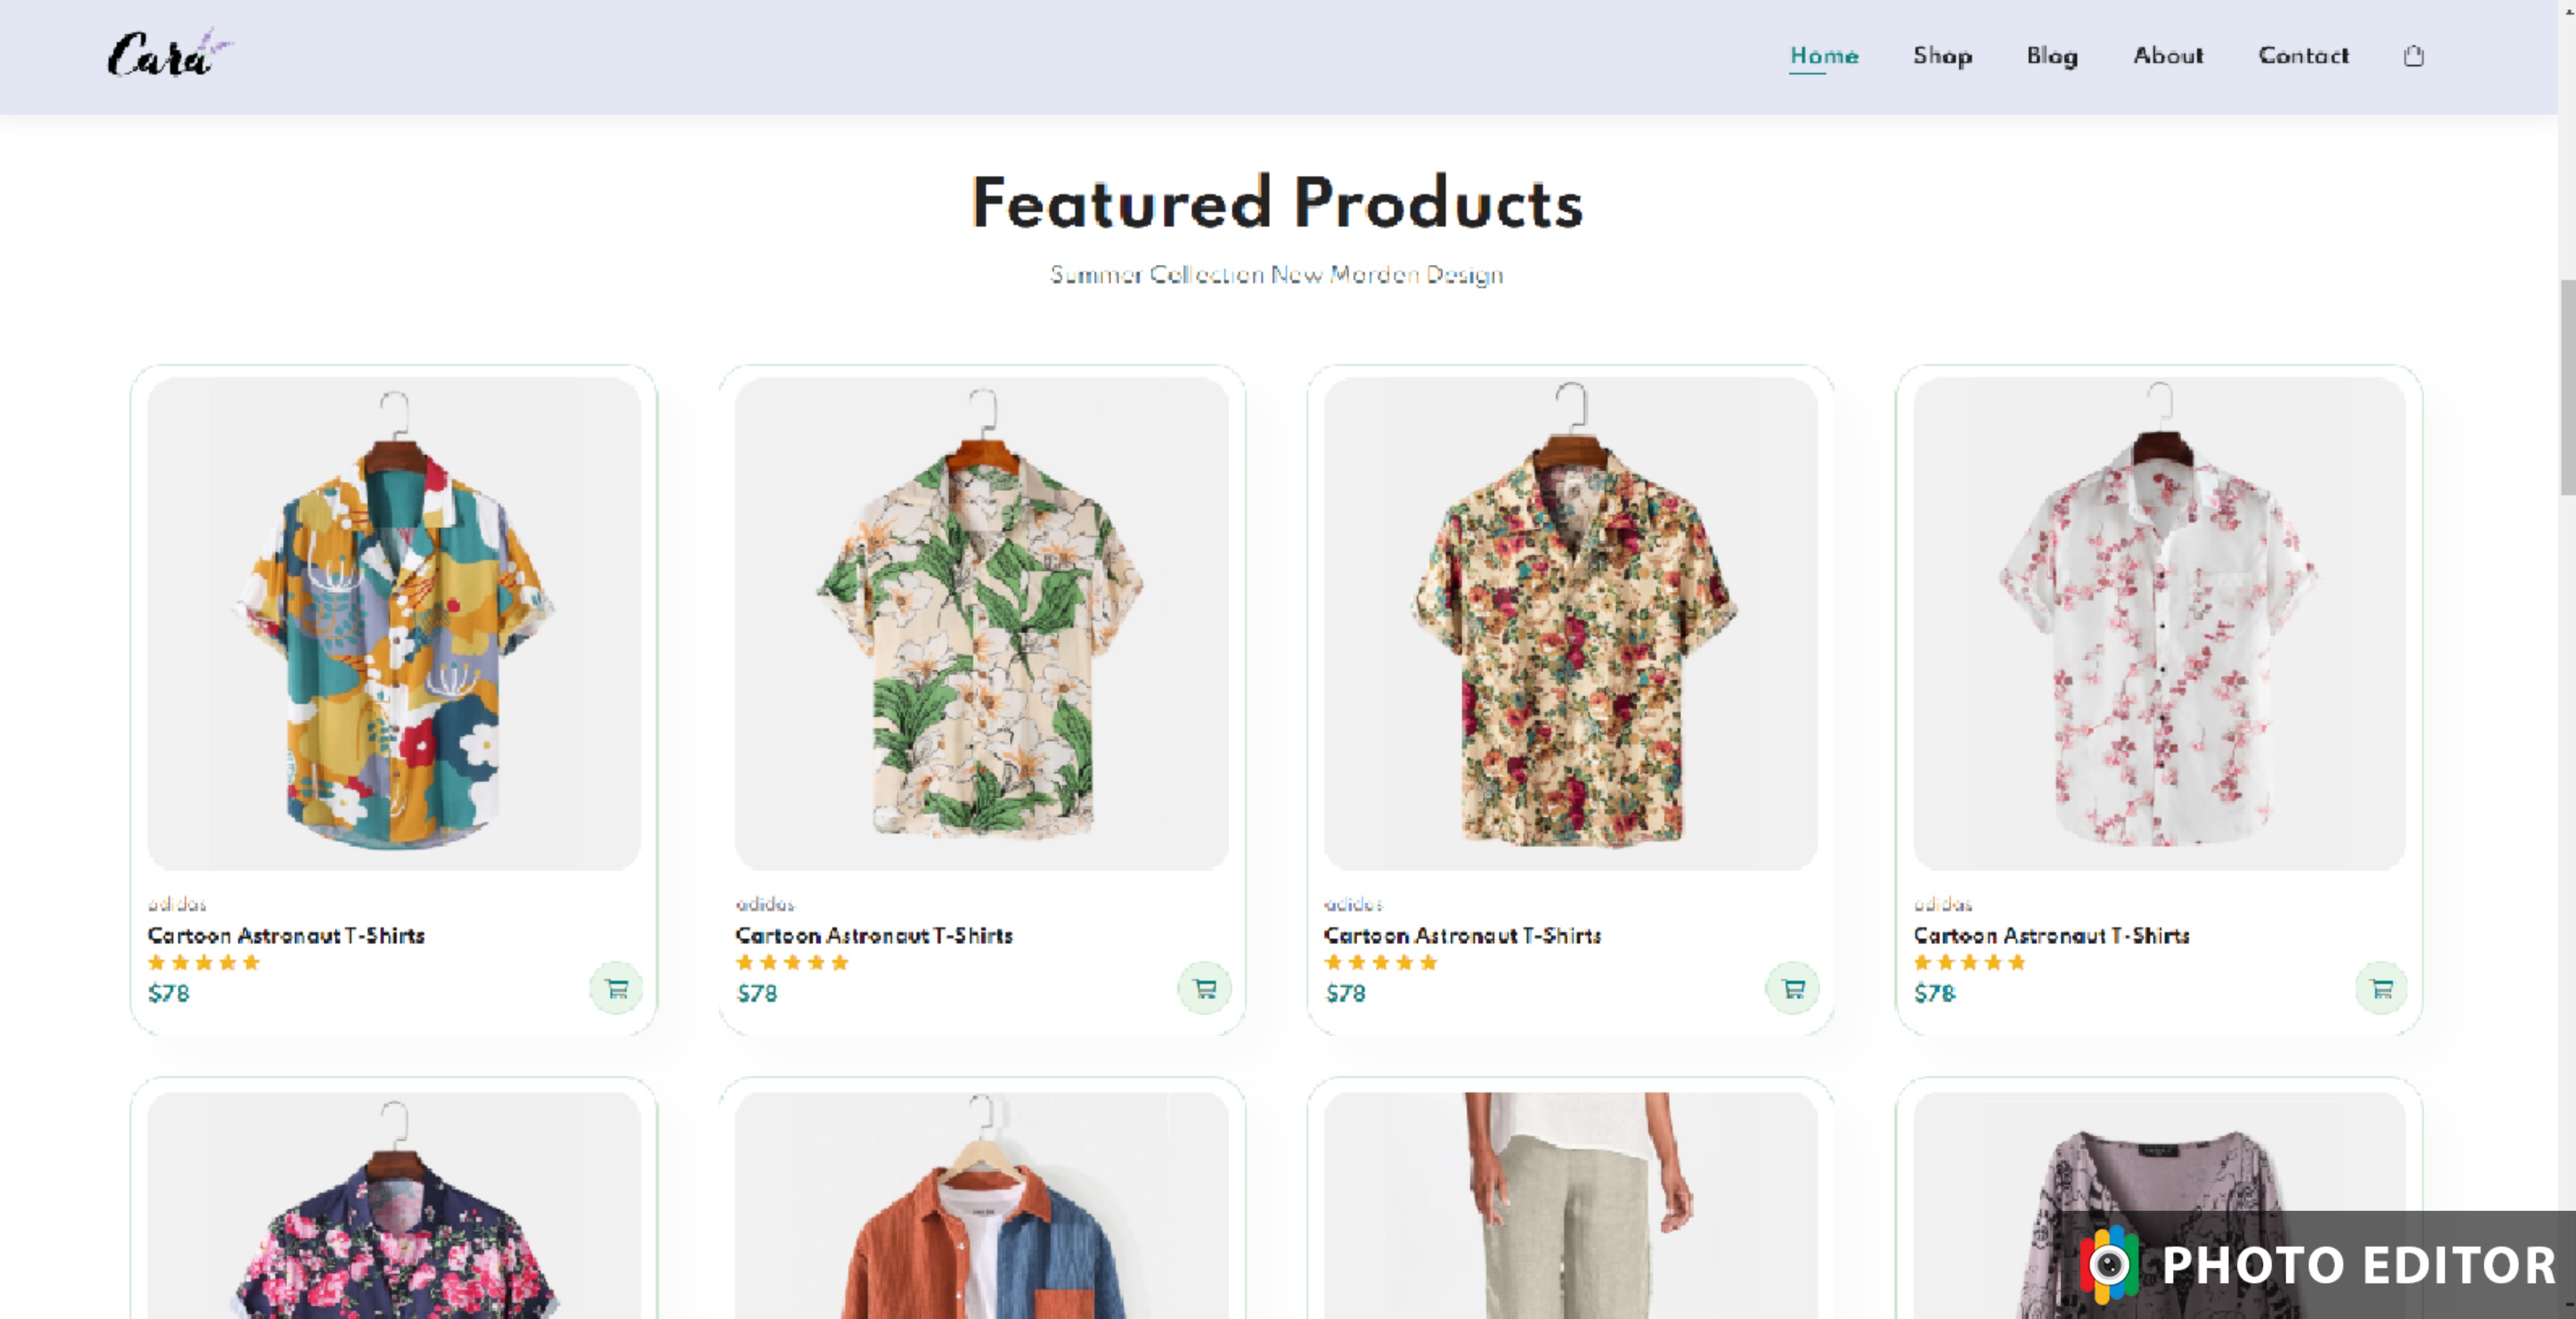 Cara
Home Shop Blog About Contact
Featured Products
Summer Collection New Morden Design
adidas adidas adidas adidas
Cartoon Astronaut T-Shirts Cartoon Astronaut T-Shirts Cartoon Astronaut T-Shirts Cartoon Astronaut T-Shirts
$78 $78 $78 $78
PHOTO EDITOR